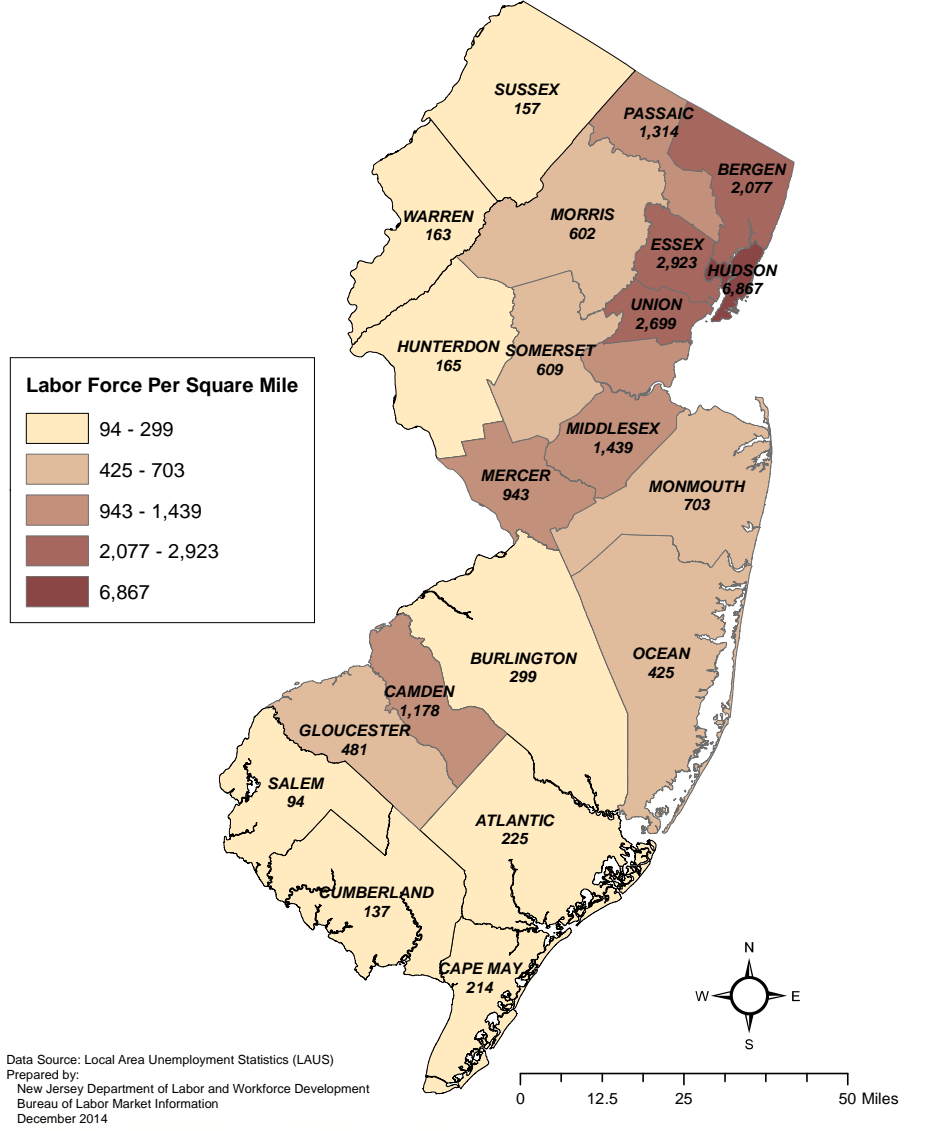 SUSSEX
157
PASSAIC
1,314
BERGEN
2,077
WARREN
163
MORRIS
602
ESSEX
2,923
HUDSON
6,867
UNION
2,699
HUNTERDON
165
SOMERSET
609
Labor Force Per Square Mile
94 - 299
425 - 703
943 - 1,439
2,077 - 2,923
6,867
MIDDLESEX
1,439
MERCER
943
MONMOUTH
703
BURLINGTON
299
OCEAN
425
CAMDEN
1,178
GLOUCESTER
481
SALEM
94
ATLANTIC
225
CUMBERLAND
137
CAPE MAY
214
N
W
E
S
Data Source: Local Area Unemployment Statistics (LAUS)
Prepared by:
New Jersey Department of Labor and Workforce Development
Bureau of Labor Market Information
December 2014
0 12.5 25 50 Miles